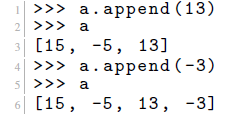 1 >>> a.append(13)
2 >>> a
3 [15, -5, 13]
4 >>> a.append(-3)
5 >>> a
6 [15, -5, 13, -3]